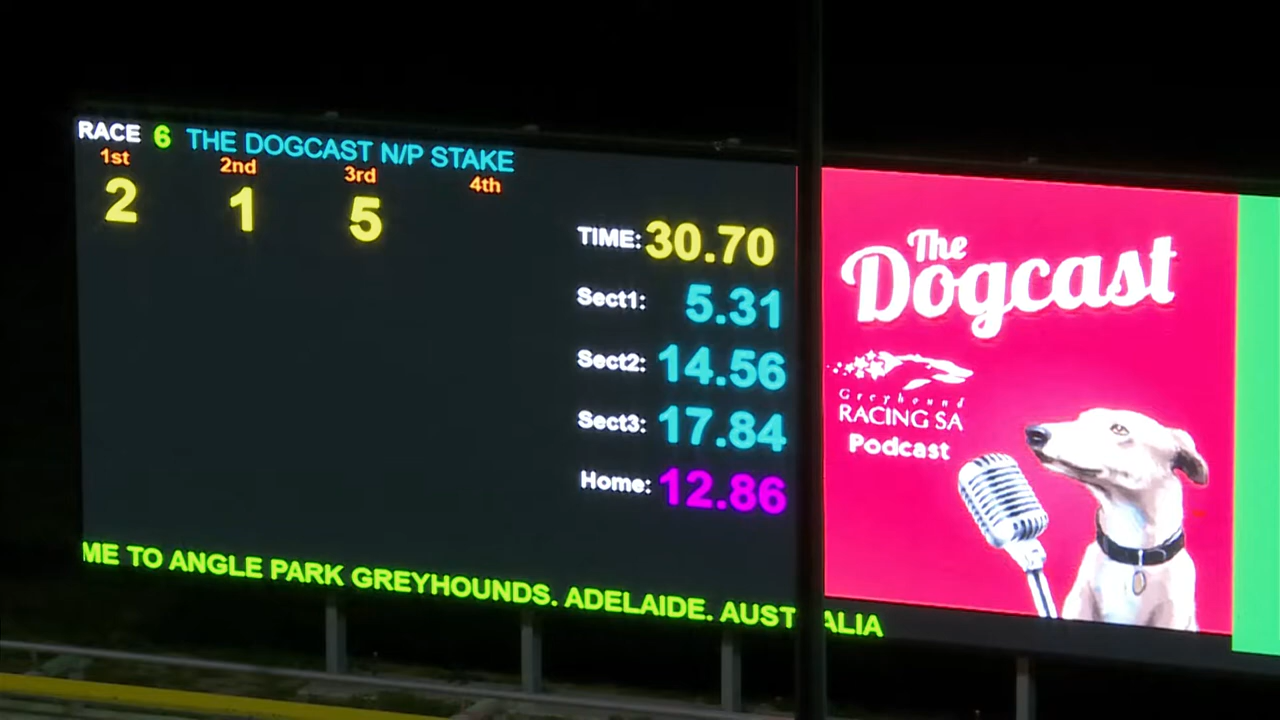 RACE 6 THE DOGCAST N/P STAKE
1st 2nd 3rd 4th
2 1 5
TIME: 30.70
Sect1: 5.31
Sect2: 14.56
Sect3: 17.84
Home: 12.86
ME TO ANGLE PARK GREYHOUNDS. ADELAIDE. AUSTRALIA
The
Dogcast
Greyhound
RACING SA
Podcast